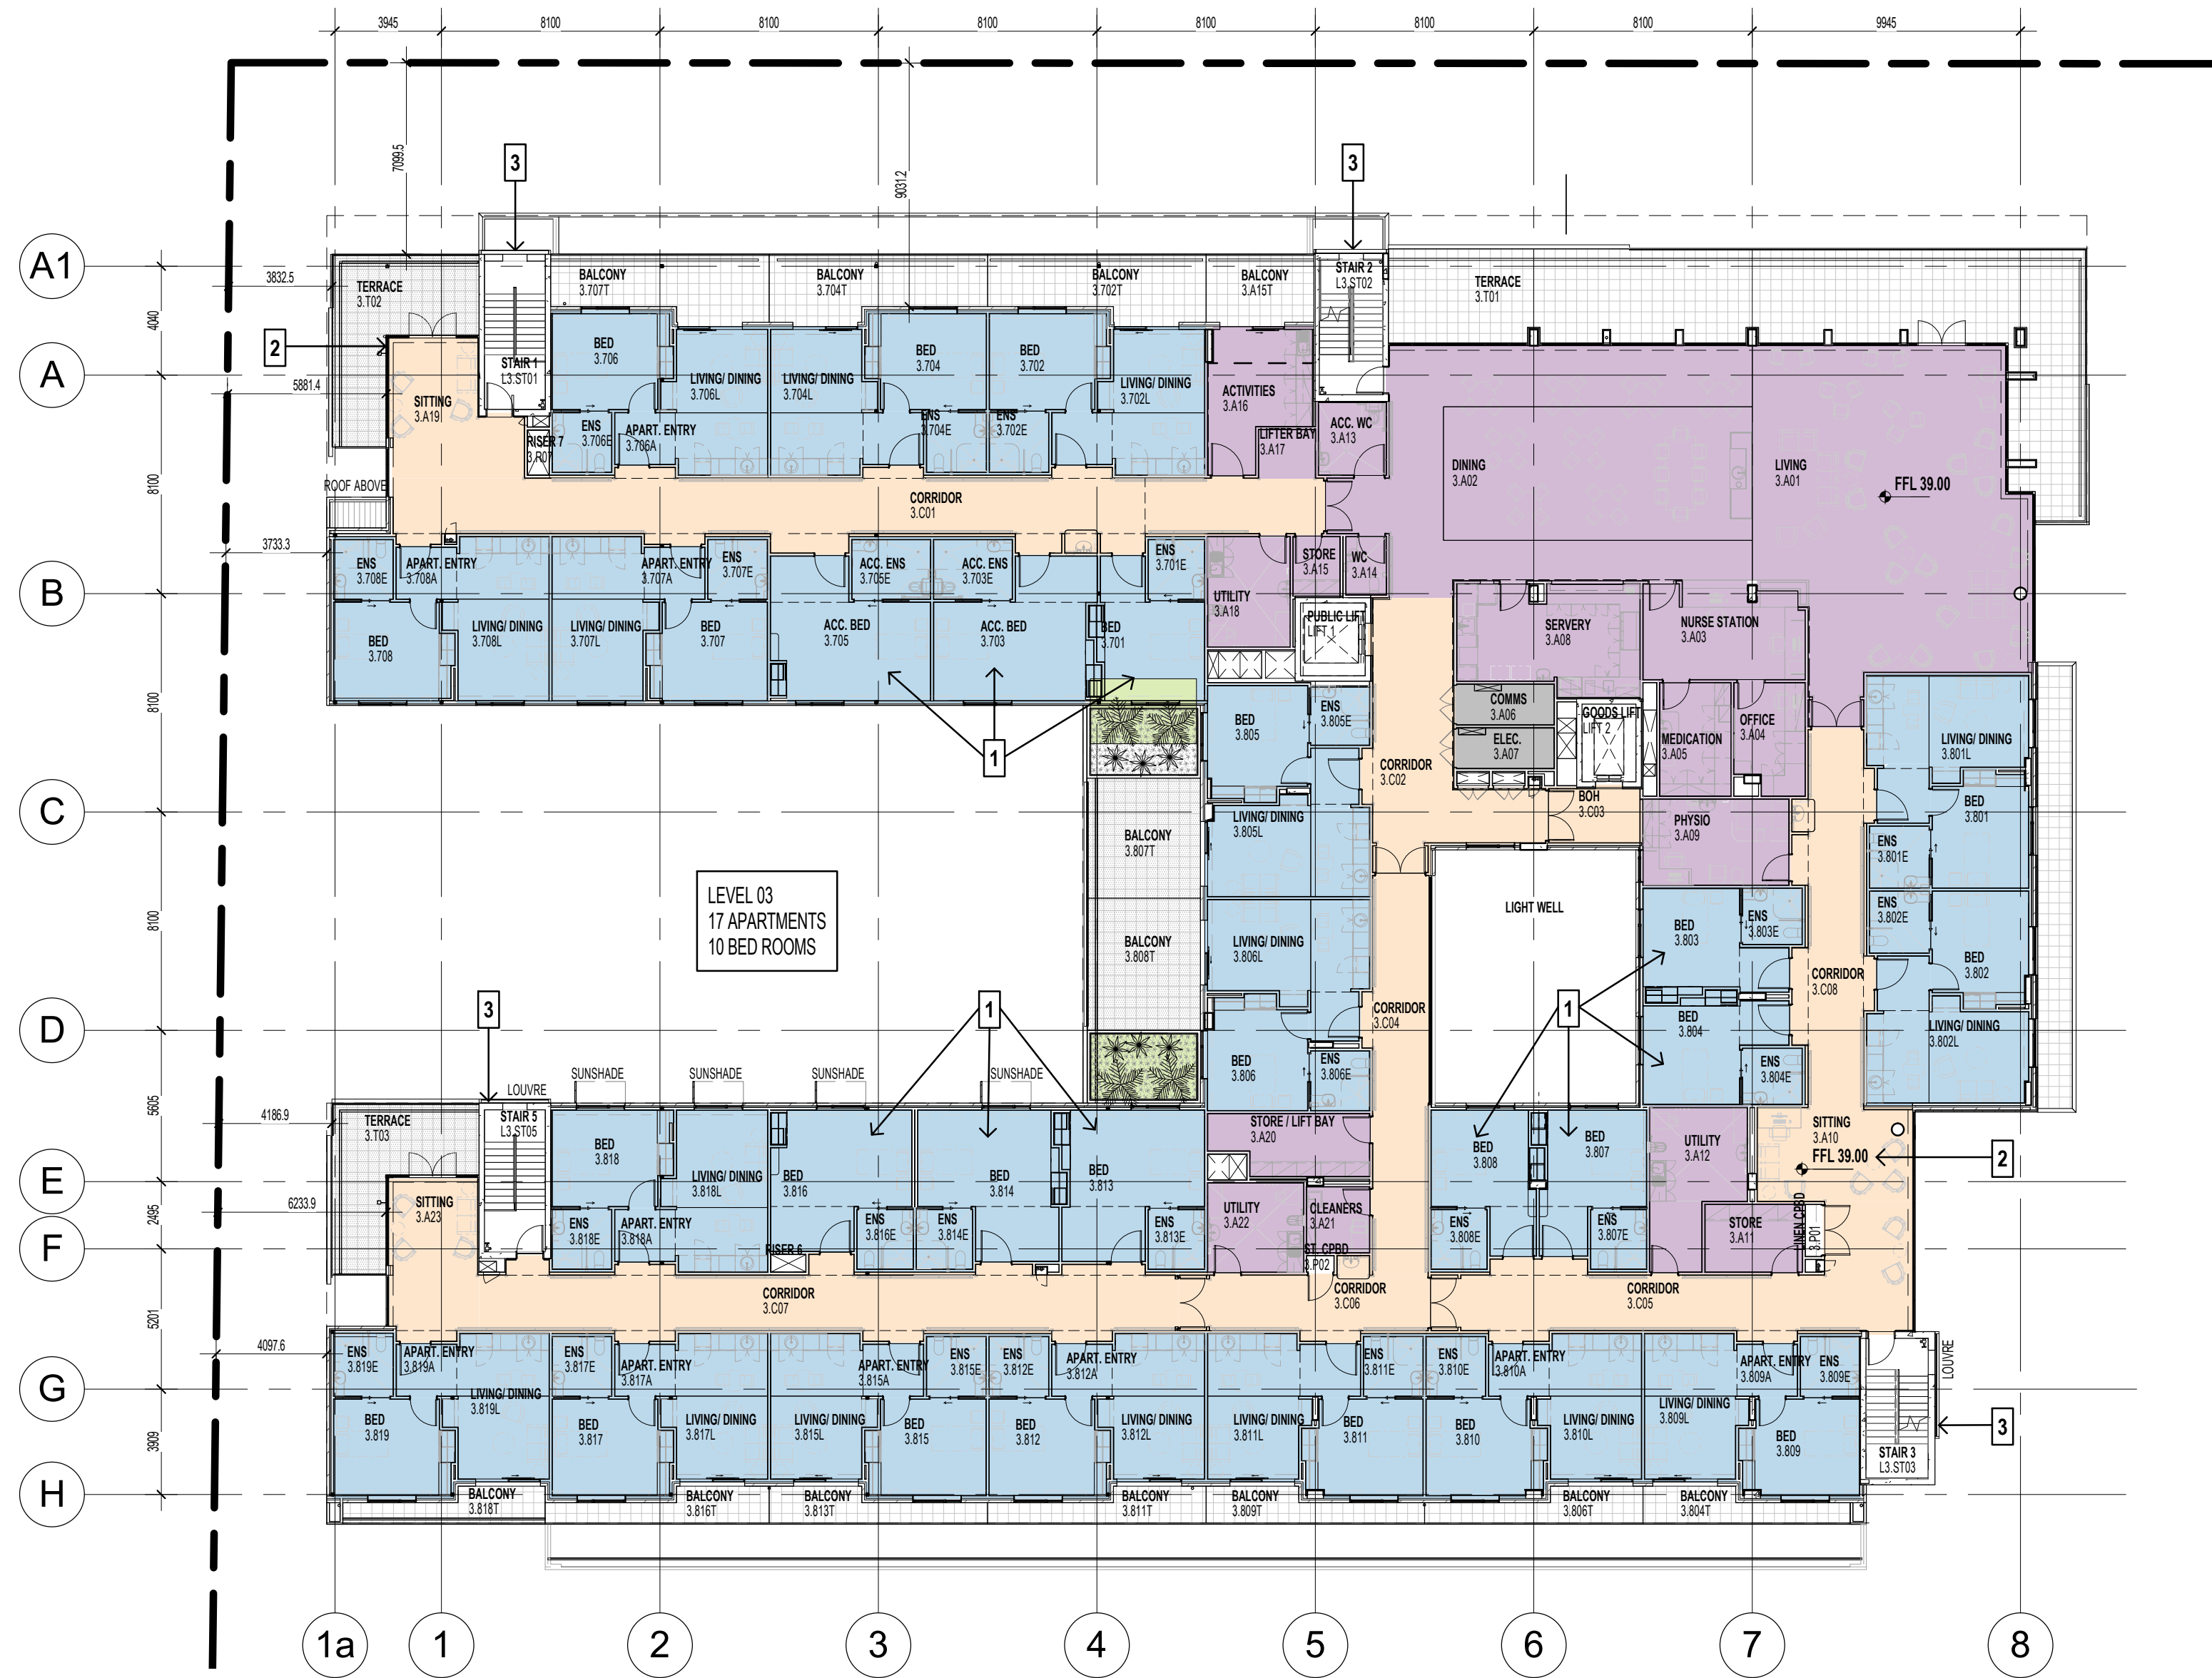 3945
8100
8100
8100
8100
8100
8100
9945
7099.5
9031.2
3
3
A1
3832.5
4040
TERRACE
3.T02
BALCONY
3.707T
BALCONY
3.704T
BALCONY
3.702T
BALCONY
3.A15T
STAIR 2
L3.ST02
TERRACE
3.T01
2
A
5881.4
STAIR 1
L3.ST01
BED
3.706
LIVING/ DINING
3.706L
LIVING/ DINING
3.704L
BED
3.704
BED
3.702
LIVING/ DINING
3.702L
ACTIVITIES
3.A16
SITTING
3.A19
ENS
3.706E
APART. ENTRY
3.706A
ENS
3.704E
ENS
3.702E
LIFTER BAY
3.A17
ACC. WC
3.A13
RISER 7
3.R07
DINING
3.A02
LIVING
3.A01
FFL 39.00
8100
ROOF ABOVE
CORRIDOR
3.C01
3733.3
ENS
3.708E
APART. ENTRY
3.708A
APART. ENTRY
3.707A
ENS
3.707E
ACC. ENS
3.705E
ACC. ENS
3.703E
ENS
3.701E
STORE
3.A15
WC
3.A14
B
BED
3.708
LIVING/ DINING
3.708L
LIVING/ DINING
3.707L
BED
3.707
ACC. BED
3.705
ACC. BED
3.703
BED
3.701
UTILITY
3.A18
PUBLIC LIFT
LIFT 1
SERVERY
3.A08
NURSE STATION
3.A03
8100
1
BED
3.805
ENS
3.805E
COMMS
3.A06
ELEC.
3.A07
GOODS LIFT
LIFT 2
MEDICATION
3.A05
OFFICE
3.A04
LIVING/ DINING
3.801L
CORRIDOR
3.C02
C
BOH
3.C03
BED
3.801
LIVING/ DINING
3.805L
PHYSIO
3.A09
BALCONY
3.807T
ENS
3.801E
8100
LEVEL 03
17 APARTMENTS
10 BED ROOMS
LIGHT WELL
ENS
3.802E
BALCONY
3.808T
LIVING/ DINING
3.806L
BED
3.803
ENS
3.803E
BED
3.802
CORRIDOR
3.C08
3
1
1
D
CORRIDOR
3.C04
BED
3.804
LIVING/ DINING
3.802L
BED
3.806
ENS
3.806E
ENS
3.804E
SUNSHADE
SUNSHADE
SUNSHADE
SUNSHADE
LOUVRE
5605
4186.9
TERRACE
3.T03
STAIR 5
L3.ST05
STORE / LIFT BAY
3.A20
SITTING
3.A10
FFL 39.00
2
BED
3.818
BED
3.808
BED
3.807
UTILITY
3.A12
E
LIVING/ DINING
3.818L
BED
3.816
BED
3.814
BED
3.813
6233.9
SITTING
3.A23
UTILITY
3.A22
CLEANERS
3.A21
2495
F
ENS
3.818E
APART. ENTRY
3.818A
RISER 6
ENS
3.816E
ENS
3.814E
ENS
3.813E
ST. CPBD
3.P02
ENS
3.808E
ENS
3.807E
STORE
3.A11
LINEN CPBD
3.P01
5201
CORRIDOR
3.C07
CORRIDOR
3.C06
CORRIDOR
3.C05
4097.6
ENS
3.819E
APART. ENTRY
3.819A
ENS
3.817E
APART. ENTRY
3.817A
APART. ENTRY
3.815A
ENS
3.815E
ENS
3.812E
APART. ENTRY
3.812A
ENS
3.811E
ENS
3.810E
APART. ENTRY
3.810A
APART. ENTRY
3.809A
ENS
3.809E
LOUVRE
G
LIVING/ DINING
3.819L
LIVING/ DINING
3.809L
3909
BED
3.819
BED
3.817
LIVING/ DINING
3.817L
LIVING/ DINING
3.815L
BED
3.815
BED
3.812
LIVING/ DINING
3.812L
LIVING/ DINING
3.811L
BED
3.811
BED
3.810
LIVING/ DINING
3.810L
BED
3.809
3
STAIR 3
L3.ST03
H
BALCONY
3.818T
BALCONY
3.816T
BALCONY
3.813T
BALCONY
3.811T
BALCONY
3.809T
BALCONY
3.806T
BALCONY
3.804T
1a
1
2
3
4
5
6
7
8